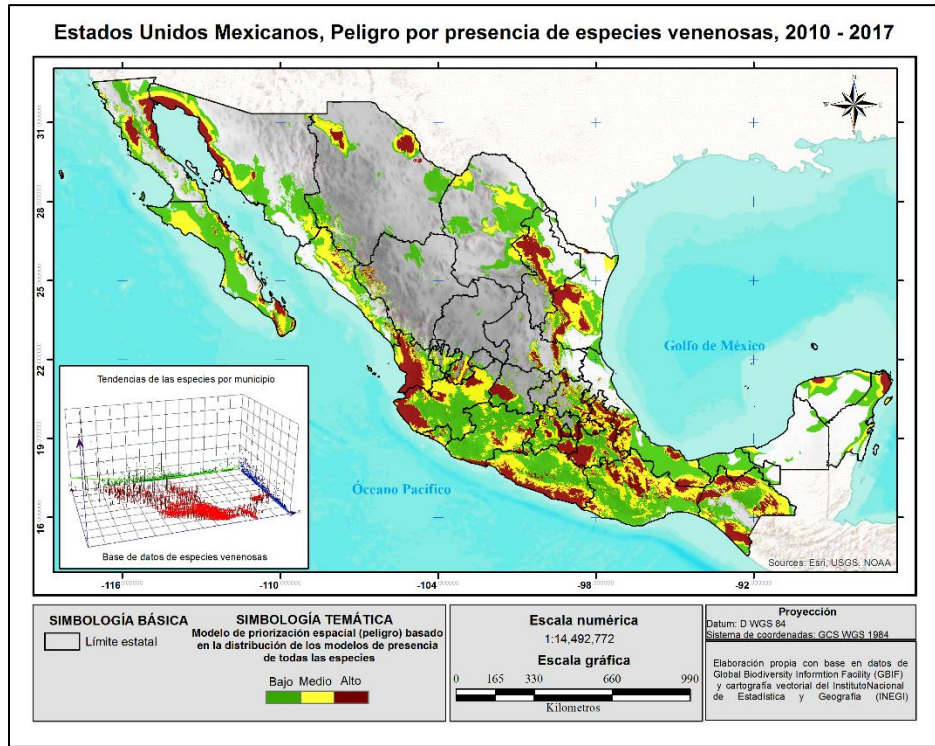 Estados Unidos Mexicanos, Peligro por presencia de especies venenosas, 2010 - 2017
N
31
28
25
22
19
16
Golfo de México
Óceano Pacífico
Tendencias de las especies por municipio
Base de datos de especies venenosas
Sources: Esri, USGS, NOAA
-116
-110
-104
-98
-92
SIMBOLOGÍA BÁSICA
Límite estatal
SIMBOLOGÍA TEMÁTICA
Modelo de priorización espacial (peligro) basado
en la distribución de los modelos de presencia
de todas las especies
Bajo Medio Alto
Escala numérica
1:14,492,772
Escala gráfica
0 165 330 660 990
Kilometros
Proyección
Datum: D WGS 84
Sistema de coordenadas: GCS WGS 1984
Elaboración propia con base en datos de
Global Biodiversity Informtion Facility (GBIF)
y cartografía vectorial del InstitutoNacional
de Estadística y Geografía (INEGI)